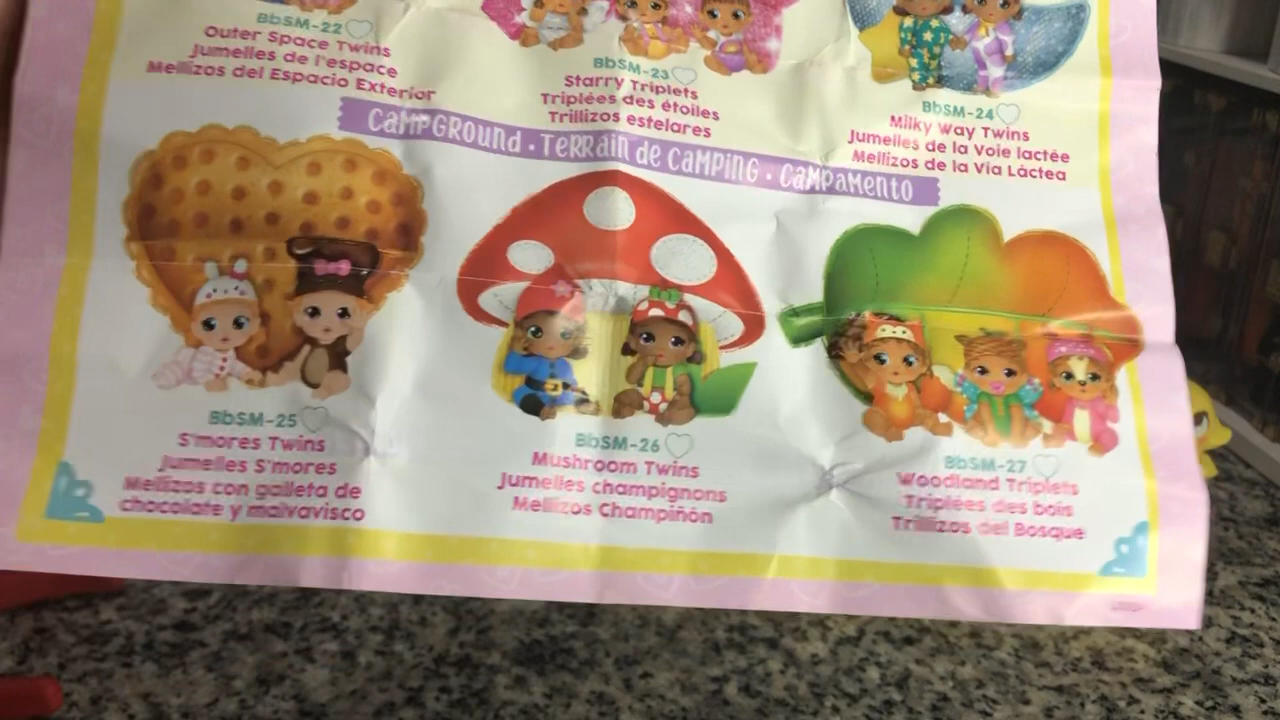 BbSM-22
Outer Space Twins
Jumelles de l'espace
Mellizos del Espacio Exterior
BbSM-23
Starry Triplets
Triplées des étoiles
Trillizos estelares
BbSM-24
Milky Way Twins
Jumelles de la Voie lactée
Mellizos de la Vía Láctea
CAMPGROUND • TERRAIN de CAMPING • CAMPAMENTO
BbSM-25
S'mores Twins
Jumelles S'mores
Mellizos con galleta de
chocolate y malvavisco
BbSM-26
Mushroom Twins
Jumelles champignons
Mellizos Champiñón
BbSM-27
Woodland Triplets
Triplées des bois
Trillizos del Bosque